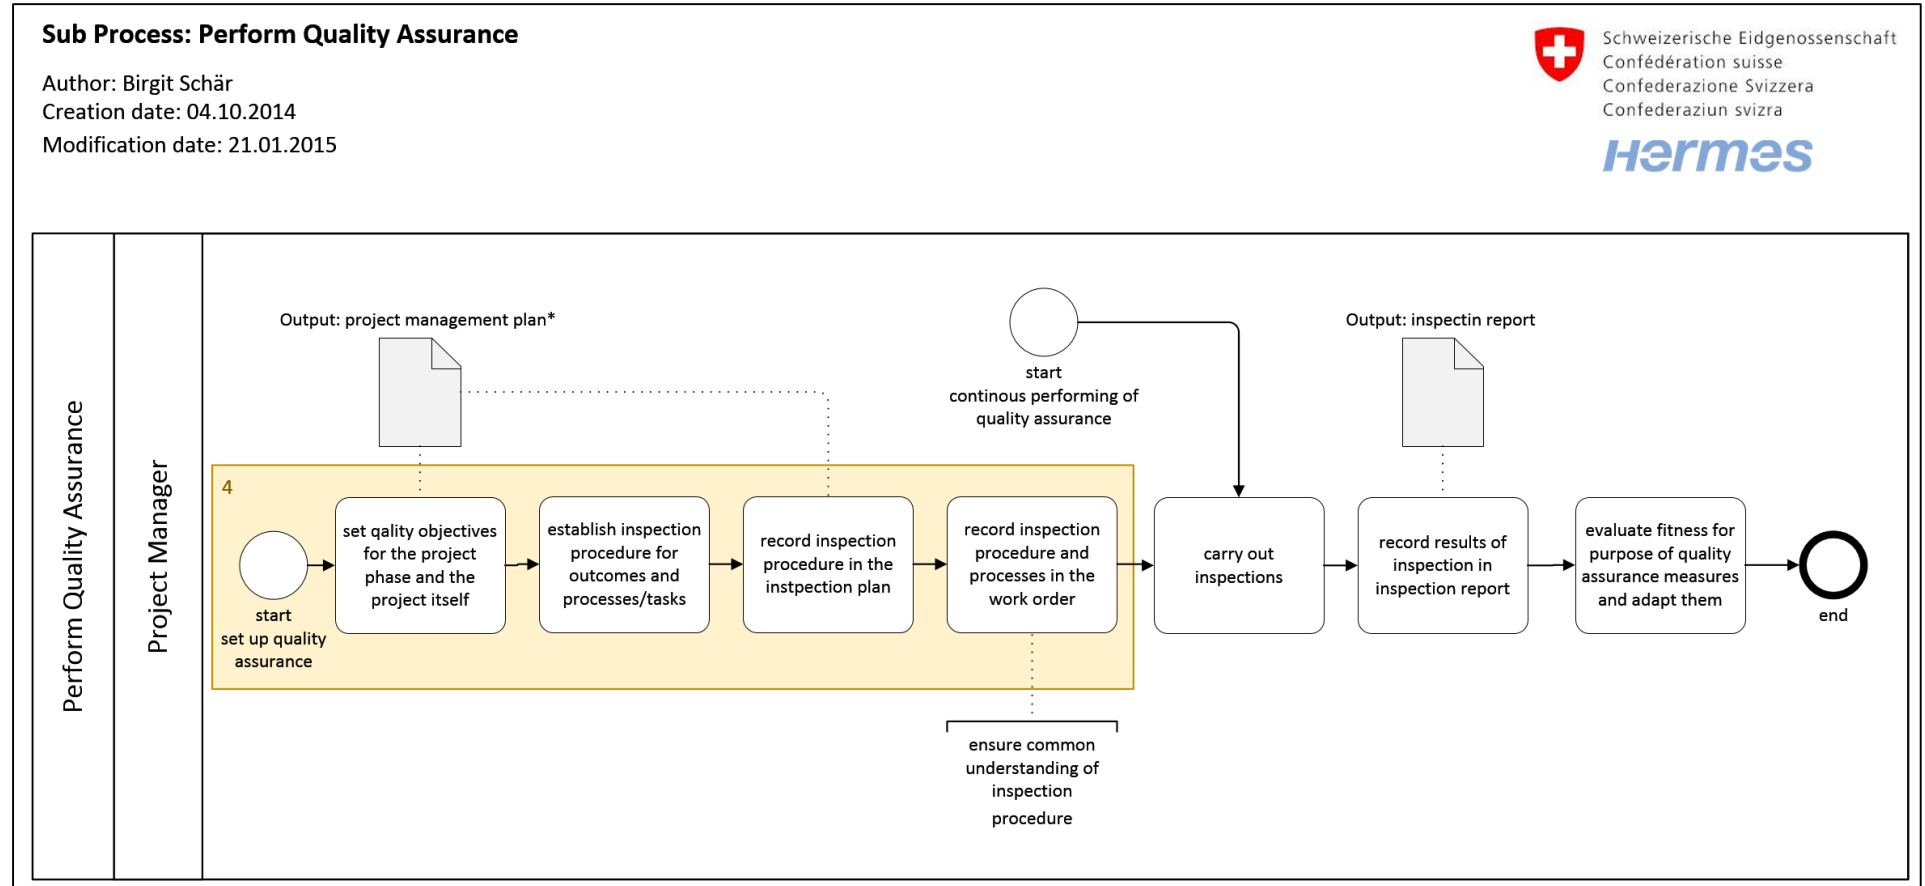 Sub Process: Perform Quality Assurance
Author: Birgit Schär
Creation date: 04.10.2014
Modification date: 21.01.2015
Schweizerische Eidgenossenschaft
Confédération suisse
Confederazione Svizzera
Confederaziun svizra
Hermes
Perform Quality Assurance
Project Manager
Output: project management plan*
start
continous performing of
quality assurance
Output: inspectin report
4
start
set up quality
assurance
set qality objectives
for the project
phase and the
project itself
establish inspection
procedure for
outcomes and
processes/tasks
record inspection
procedure in the
instpection plan
record inspection
procedure and
processes in the
work order
carry out
inspections
record results of
inspection in
inspection report
evaluate fitness for
purpose of quality
assurance measures
and adapt them
end
ensure common
understanding of
inspection
procedure